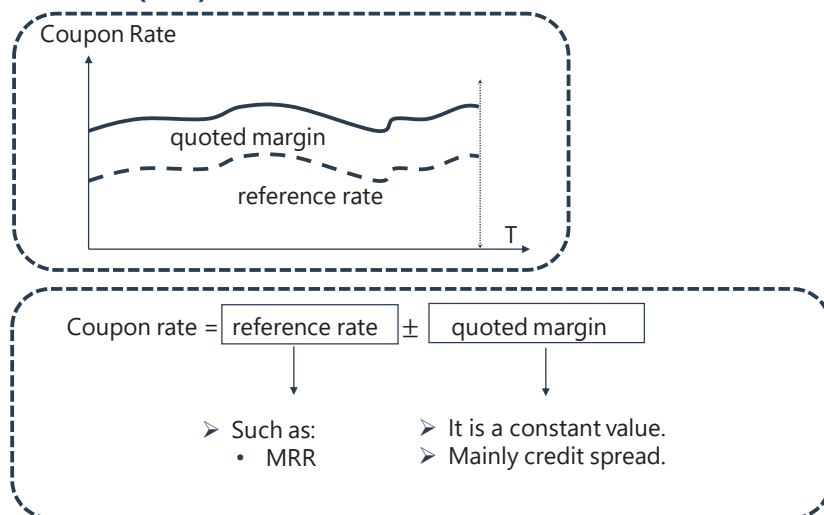 Coupon Rate
quoted margin
reference rate
T
Coupon rate = reference rate ± quoted margin
➢ Such as:
• MRR
➢ It is a constant value.
➢ Mainly credit spread.